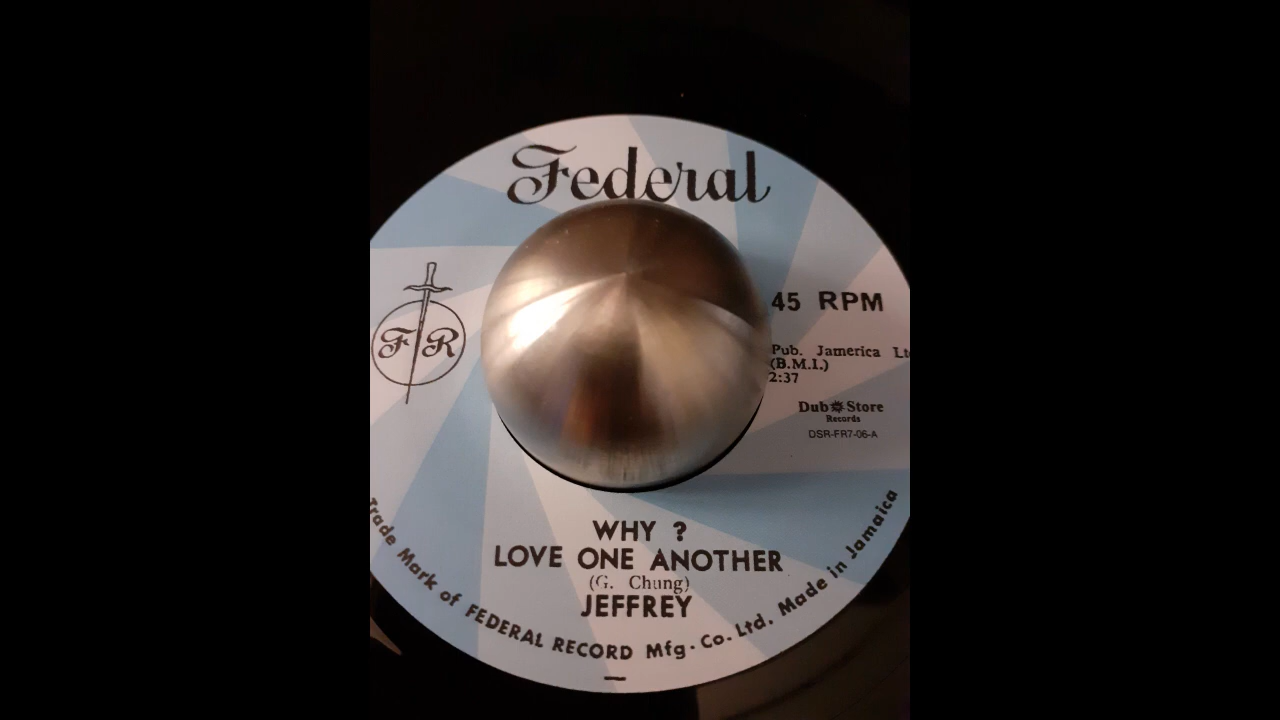 Federal
F R
45 RPM
Pub. Jamerica
(B.M.I.)
2:37
Dub Store
Records
DSR-FR7-06-A
WHY ?
LOVE ONE ANOTHER
(G. Chung)
JEFFREY
Trade Mark of FEDERAL RECORD Mfg. Co. Ltd. Made in Jamaica